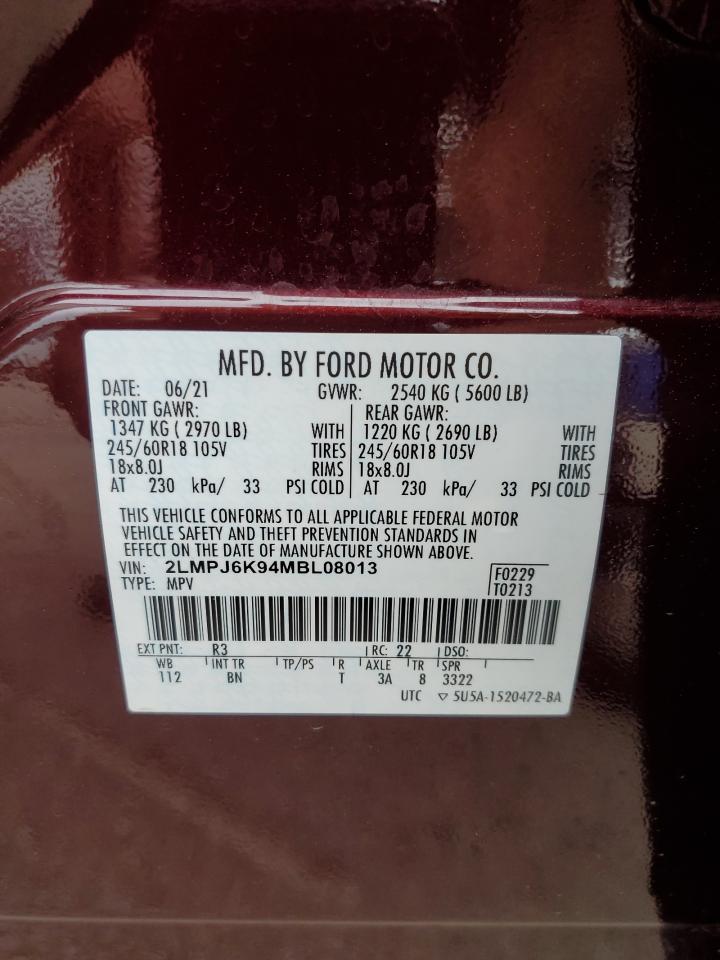 MFD. BY FORD MOTOR CO.
DATE: 06/21 GVWR: 2540 KG ( 5600 LB)
FRONT GAWR: REAR GAWR:
1347 KG ( 2970 LB) WITH 1220 KG ( 2690 LB) WITH
245/60R18 105V TIRES 245/60R18 105V TIRES
18x8.0J RIMS 18x8.0J RIMS
AT 230 kPa/ 33 PSI COLD AT 230 kPa/ 33 PSI COLD
THIS VEHICLE CONFORMS TO ALL APPLICABLE FEDERAL MOTOR
VEHICLE SAFETY AND THEFT PREVENTION STANDARDS IN
EFFECT ON THE DATE OF MANUFACTURE SHOWN ABOVE.
VIN: 2LMPJ6K94MBL08013 F0229
TYPE: MPV T0213
EXT PNT: R3 RC: 22 DSO:
WB INT TR TP/PS R AXLE TR SPR
112 BN T 3A 8 3322
UTC ▽ 5U5A-1520472-BA